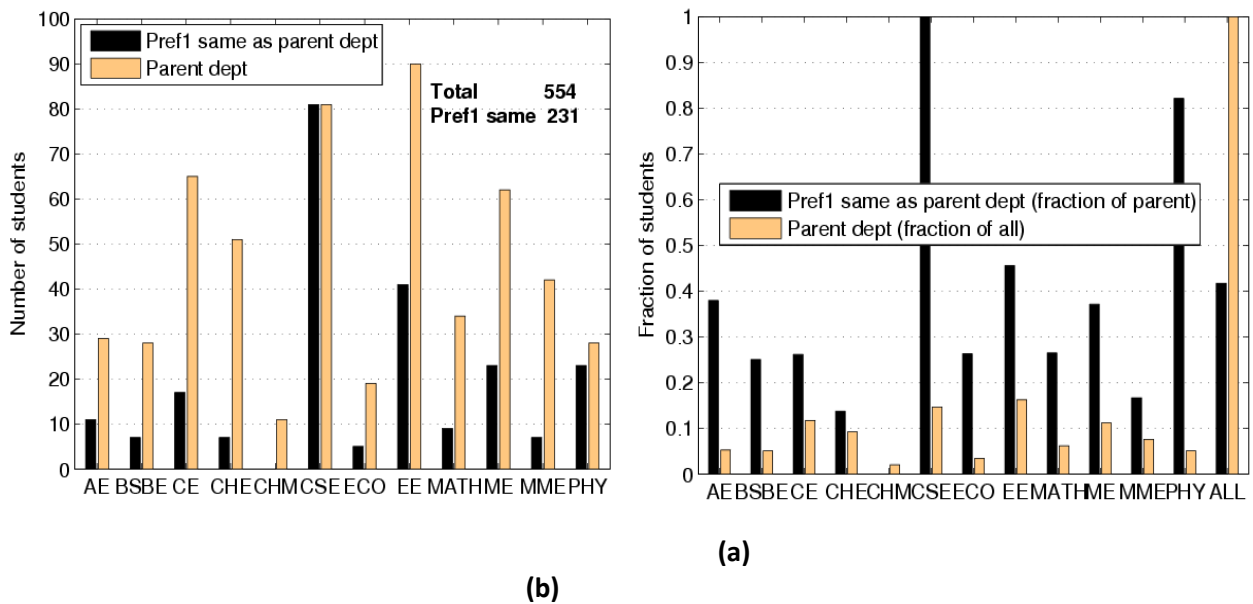 Number of students
100
90
80
70
60
50
40
30
20
10
0
Pref1 same as parent dept
Parent dept
Total 554
Pref1 same 231
AE BSBE CE CHE CHM CSE ECO EE MATH ME MME PHY
Fraction of students
1
0.9
0.8
0.7
0.6
0.5
0.4
0.3
0.2
0.1
0
Pref1 same as parent dept (fraction of parent)
Parent dept (fraction of all)
AE BSBE CE CHE CHM CSE ECO EE MATH ME MME PHY ALL
(a)
(b)